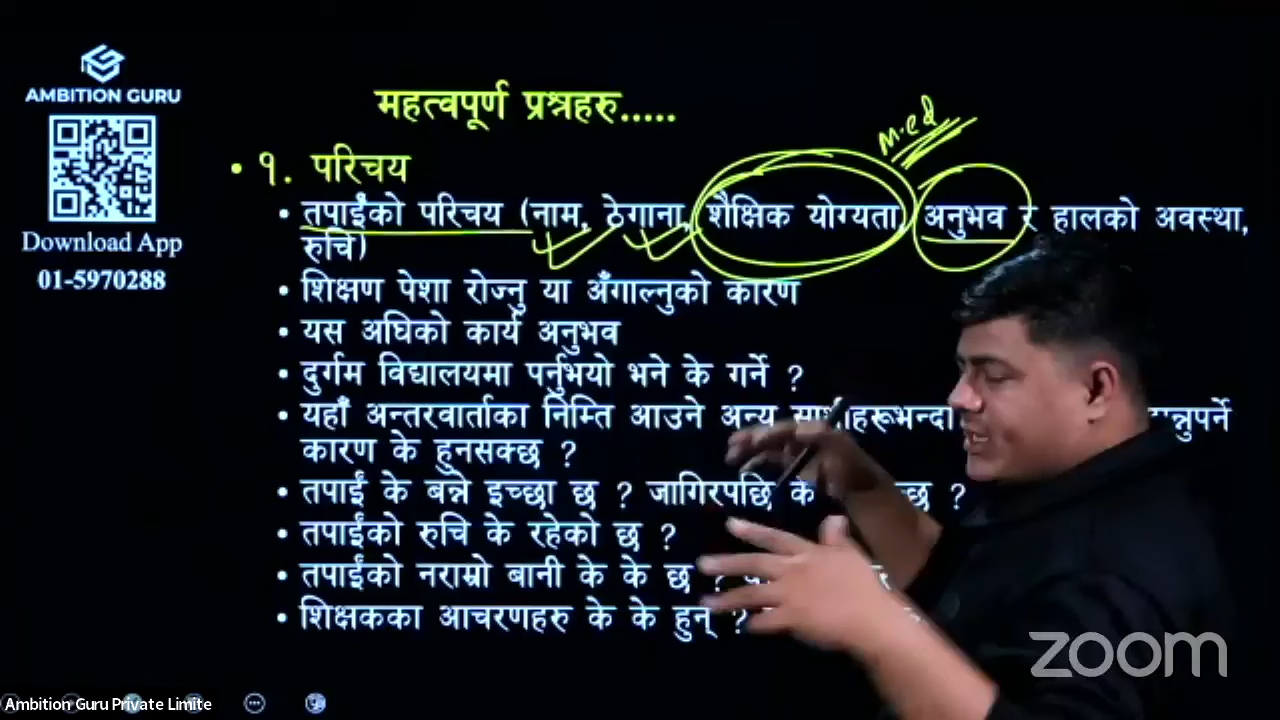 AMBITION GURU
Download App
01-5970288
महत्वपूर्ण प्रश्नहरु.....
M.ed
• १. परिचय
• तपाईंको परिचय (नाम, ठेगाना, शैक्षिक योग्यता, अनुभव र हालको अवस्था,
रुचि)
• शिक्षण पेशा रोज्नु या अँगाल्नुको कारण
• यस अघिको कार्य अनुभव
• दुर्गम विद्यालयमा पर्नुभयो भने के गर्ने ?
• यहाँ अन्तरवार्ताका निम्ति आउने अन्य
कारण के हुनसक्छ ?
• तपाईं के बन्ने इच्छा छ ? जागिरपछि के ?
• तपाईंको रुचि के रहेको छ ?
• तपाईंको नराम्रो बानी के के छ ?
• शिक्षकका आचरणहरु के के हुन् ?
zoom
Ambition Guru Private Limite